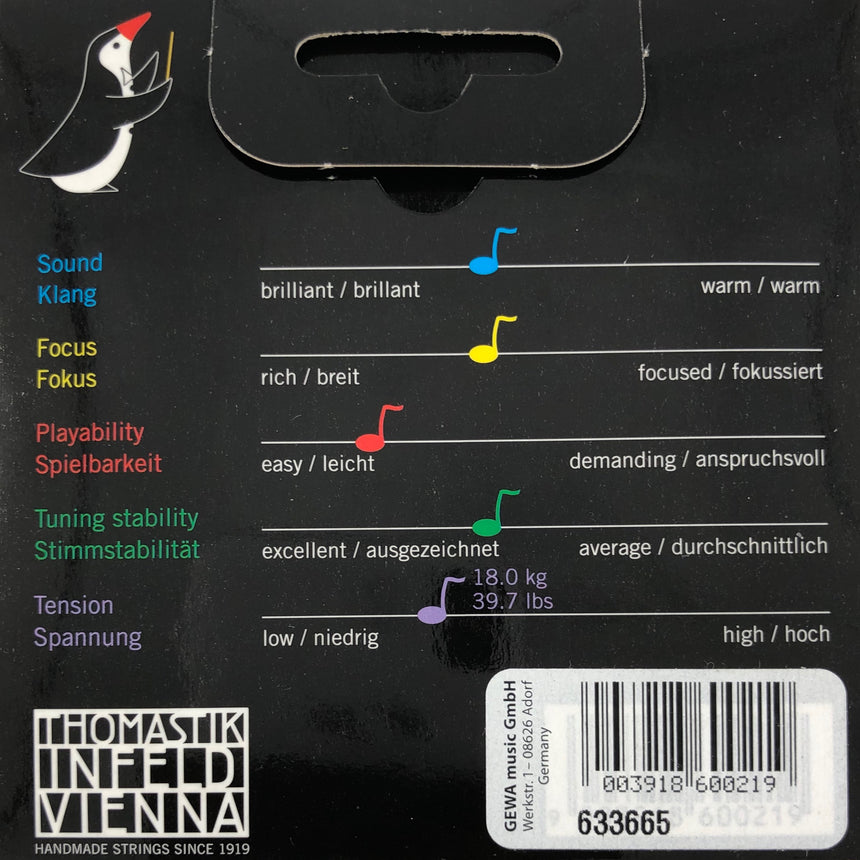 Sound
Klang
brilliant / brillant
warm / warm
Focus
Fokus
rich / breit
focused / fokussiert
Playability
Spielbarkeit
easy / leicht
demanding / anspruchsvoll
Tuning stability
Stimmstabilität
excellent / ausgezeichnet
average / durchschnittlich
Tension
Spannung
18.0 kg
39.7 lbs
low / niedrig
high / hoch
THOMASTIK
INFELD
VIENNA
HANDMADE STRINGS SINCE 1919
GEWA music GmbH
Werkstr. 1 - 08626 Adorf
Germany
003918 600219
633665